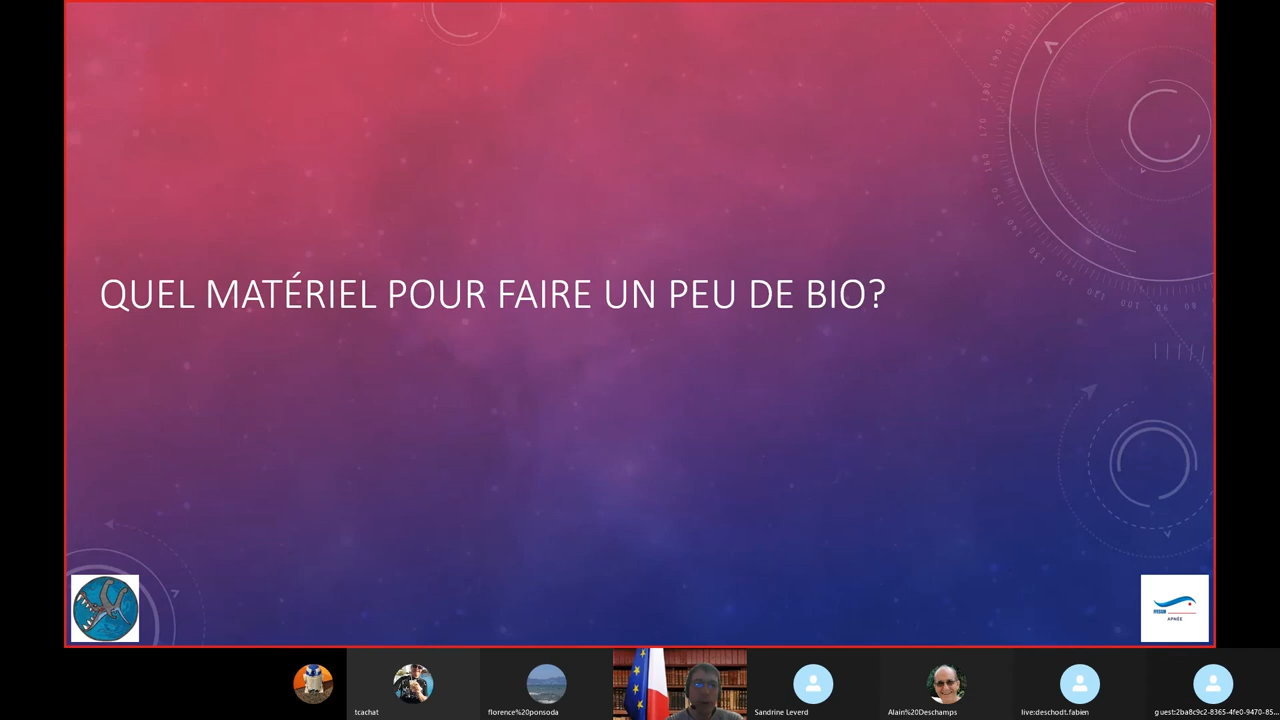 QUEL MATÉRIEL POUR FAIRE UN PEU DE BIO?
APNÉE
tcachat
florence%20ponsoda
Sandrine Leverd
Alain%20Deschamps
live:deschodt.fabien
guest:2ba8c9c2-8365-4fe0-9470-85...